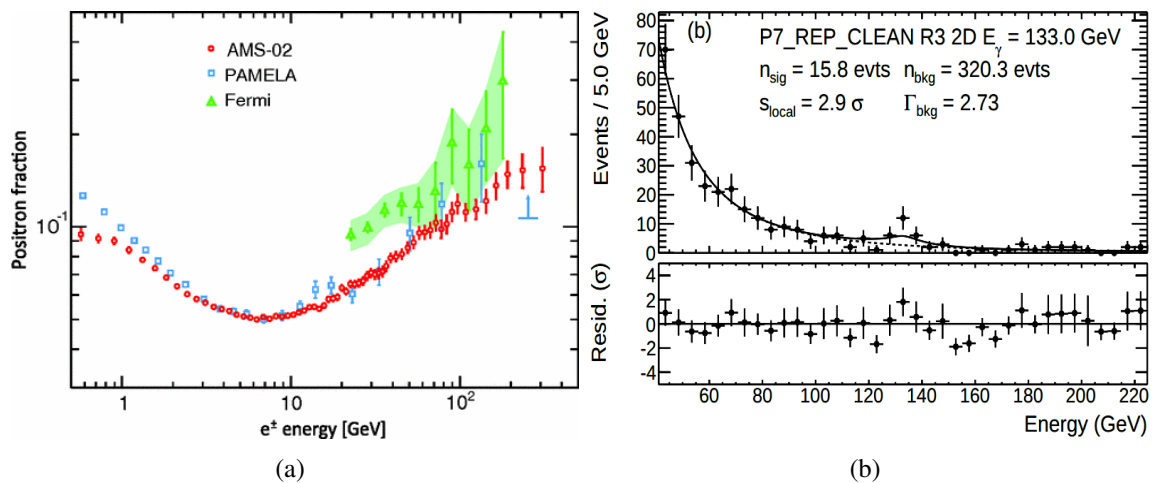 AMS-02
PAMELA
Fermi
Positron fraction
10⁻¹
1
10
10²
e± energy [GeV]
(a)
(b)
P7_REP_CLEAN R3 2D Eγ = 133.0 GeV
nsig = 15.8 evts nbkg = 320.3 evts
slocal = 2.9 σ Γbkg = 2.73
Events / 5.0 GeV
80
70
60
50
40
30
20
10
0
Resid. (σ)
4
2
0
-2
-4
60 80 100 120 140 160 180 200 220
Energy (GeV)
(b)